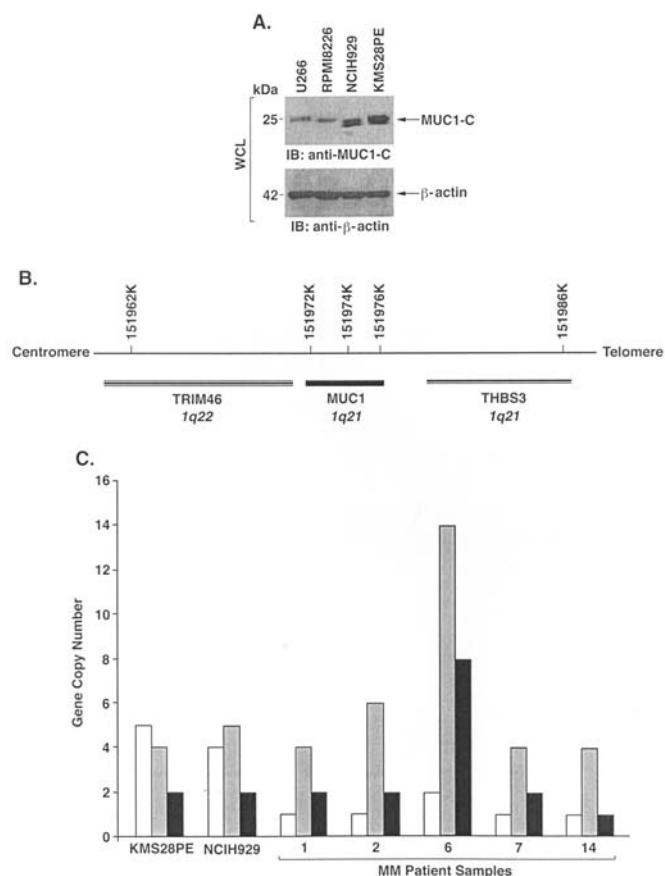 A.
U266
RPMI8226
NCIH929
KMS28PE
kDa
WCL
25
MUC1-C
IB: anti-MUC1-C
42
β-actin
IB: anti-β-actin
B.
151962K
151972K
151974K
151976K
151986K
Centromere
Telomere
TRIM46
1q22
MUC1
1q21
THBS3
1q21
C.
Gene Copy Number
16
14
12
10
8
6
4
2
0
KMS28PE NCIH929 1 2 6 7 14
MM Patient Samples